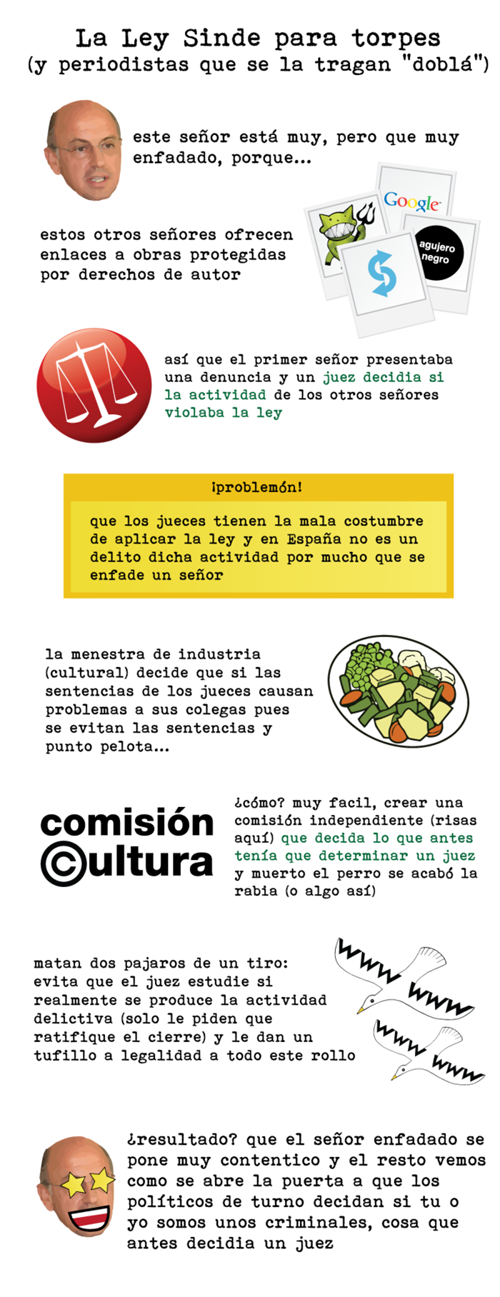 La Ley Sinde para torpes
(y periodistas que se la tragan "doblá")
este señor está muy, pero que muy
enfadado, porque...
estos otros señores ofrecen
enlaces a obras protegidas
por derechos de autor
Google
agujero
negro
así que el primer señor presentaba
una denuncia y un juez decidia si
la actividad de los otros señores
violaba la ley
¡problemón!
que los jueces tienen la mala costumbre
de aplicar la ley y en España no es un
delito dicha actividad por mucho que se
enfade un señor
la menestra de industria
(cultural) decide que si las
sentencias de los jueces causan
problemas a sus colegas pues
se evitan las sentencias y
punto pelota...
comisión
©ultura
¿cómo? muy facil, crear una
comisión independiente (risas
aquí) que decida lo que antes
tenía que determinar un juez
y muerto el perro se acabó la
rabia (o algo así)
matan dos pajaros de un tiro:
evita que el juez estudie si
realmente se produce la actividad
delictiva (solo le piden que
ratifique el cierre) y le dan un
tufillo a legalidad a todo este rollo
WWW WWW
WWW WWW
¿resultado? que el señor enfadado se
pone muy contentico y el resto vemos
como se abre la puerta a que los
políticos de turno decidan si tu o
yo somos unos criminales, cosa que
antes decidia un juez